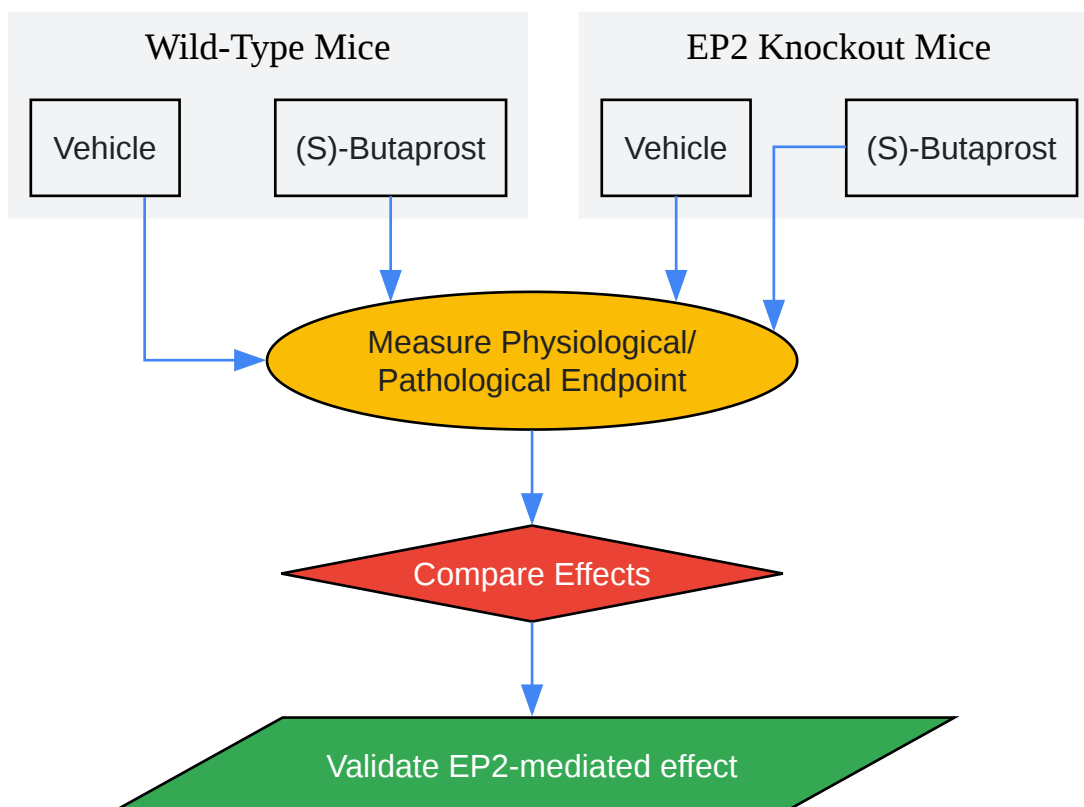 Wild-Type Mice
EP2 Knockout Mice
Vehicle
(S)-Butaprost
Vehicle
(S)-Butaprost
Measure Physiological/
Pathological Endpoint
Compare Effects
Validate EP2-mediated effect